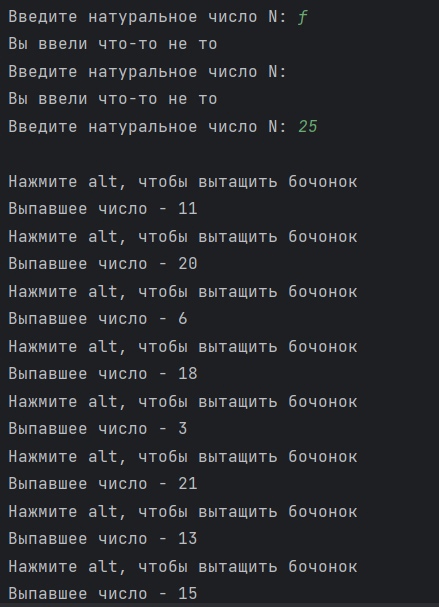 Введите натуральное число N: f
Вы ввели что-то не то
Введите натуральное число N:
Вы ввели что-то не то
Введите натуральное число N: 25
Нажмите alt, чтобы вытащить бочонок
Выпавшее число - 11
Нажмите alt, чтобы вытащить бочонок
Выпавшее число - 20
Нажмите alt, чтобы вытащить бочонок
Выпавшее число - 6
Нажмите alt, чтобы вытащить бочонок
Выпавшее число - 18
Нажмите alt, чтобы вытащить бочонок
Выпавшее число - 3
Нажмите alt, чтобы вытащить бочонок
Выпавшее число - 21
Нажмите alt, чтобы вытащить бочонок
Выпавшее число - 13
Нажмите alt, чтобы вытащить бочонок
Выпавшее число - 15